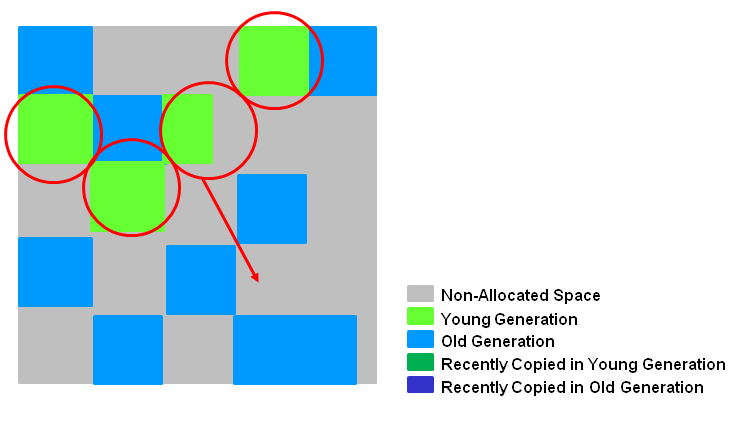 Non-Allocated Space
Young Generation
Old Generation
Recently Copied in Young Generation
Recently Copied in Old Generation